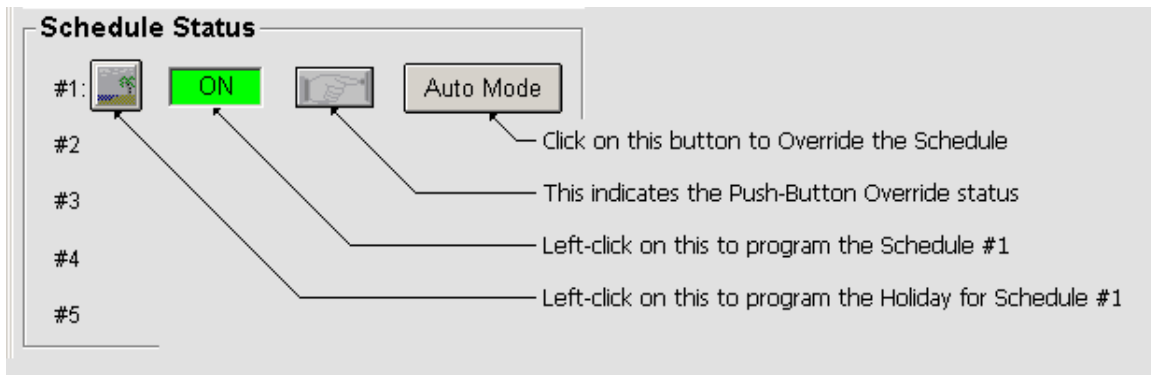 Schedule Status
#1: ON Auto Mode
Click on this button to Override the Schedule
#2
This indicates the Push-Button Override status
#3
Left-click on this to program the Schedule #1
#4
Left-click on this to program the Holiday for Schedule #1
#5